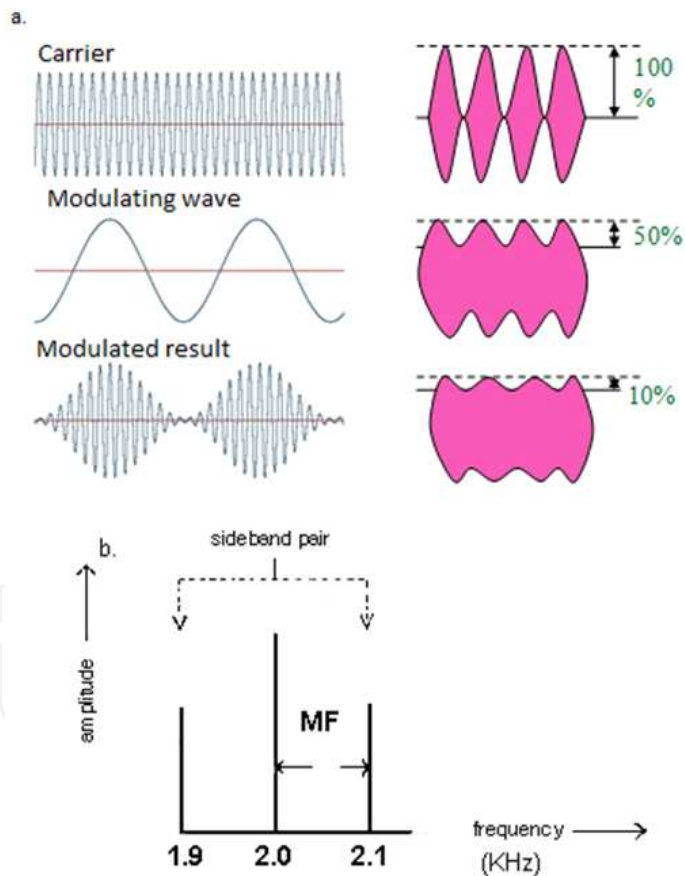 a.
Carrier
100
%
Modulating wave
50%
Modulated result
10%
b.
sideband pair
amplitude
MF
frequency
1.9 2.0 2.1
(KHz)